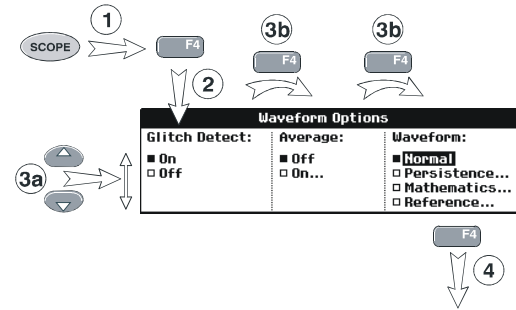 1 3b 3b
SCOPE F4 F4 F4
2
Waveform Options
Glitch Detect: Average: Waveform:
■ On ■ Off ■ Normal
□ Off □ On... □ Persistence...
□ Mathematics...
□ Reference...
3a
F4
4